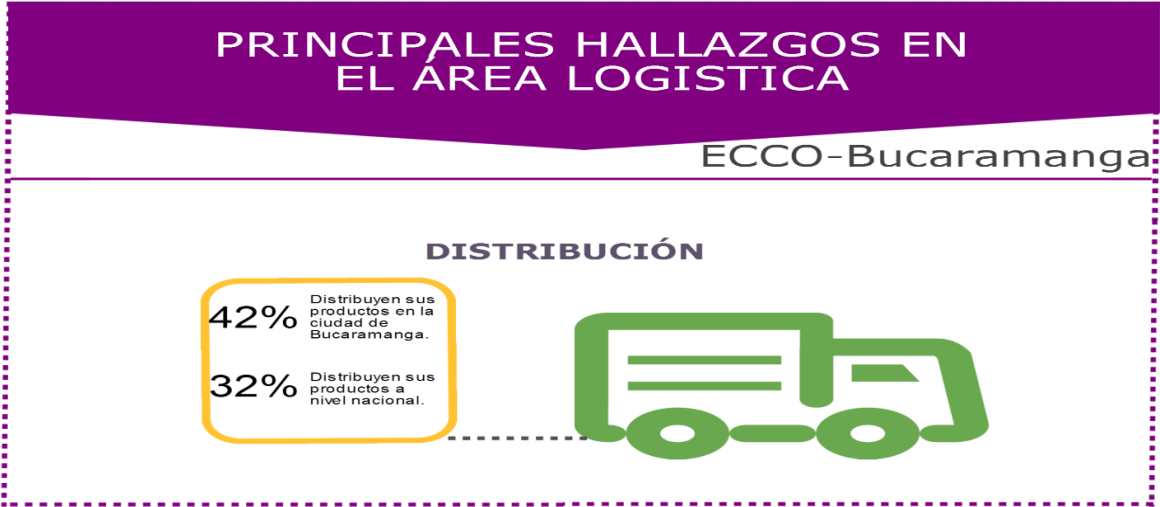 PRINCIPALES HALLAZGOS EN
EL ÁREA LOGISTICA
ECCO-Bucaramanga
DISTRIBUCIÓN
42%
Distribuyen sus
productos en la
ciudad de
Bucaramanga.
32%
Distribuyen sus
productos a
nivel nacional.